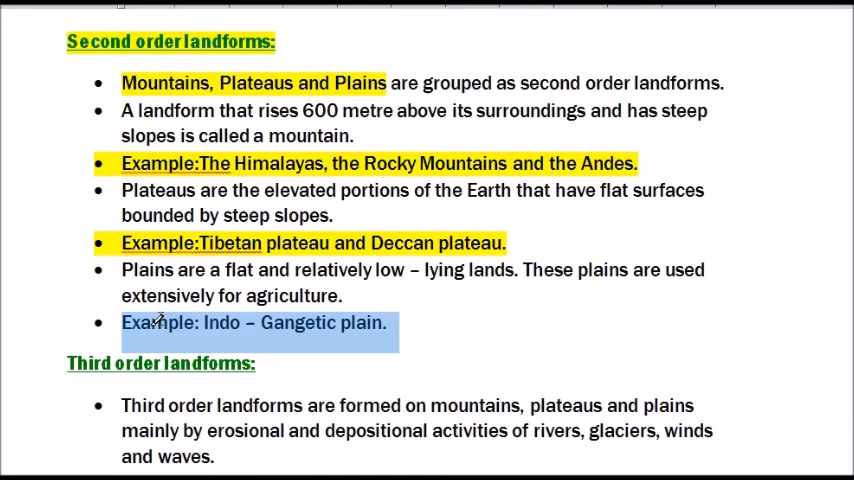 Second order landforms:
• Mountains, Plateaus and Plains are grouped as second order landforms.
• A landform that rises 600 metre above its surroundings and has steep
slopes is called a mountain.
• Example:The Himalayas, the Rocky Mountains and the Andes.
• Plateaus are the elevated portions of the Earth that have flat surfaces
bounded by steep slopes.
• Example:Tibetan plateau and Deccan plateau.
• Plains are a flat and relatively low – lying lands. These plains are used
extensively for agriculture.
• Example: Indo – Gangetic plain.
Third order landforms:
• Third order landforms are formed on mountains, plateaus and plains
mainly by erosional and depositional activities of rivers, glaciers, winds
and waves.